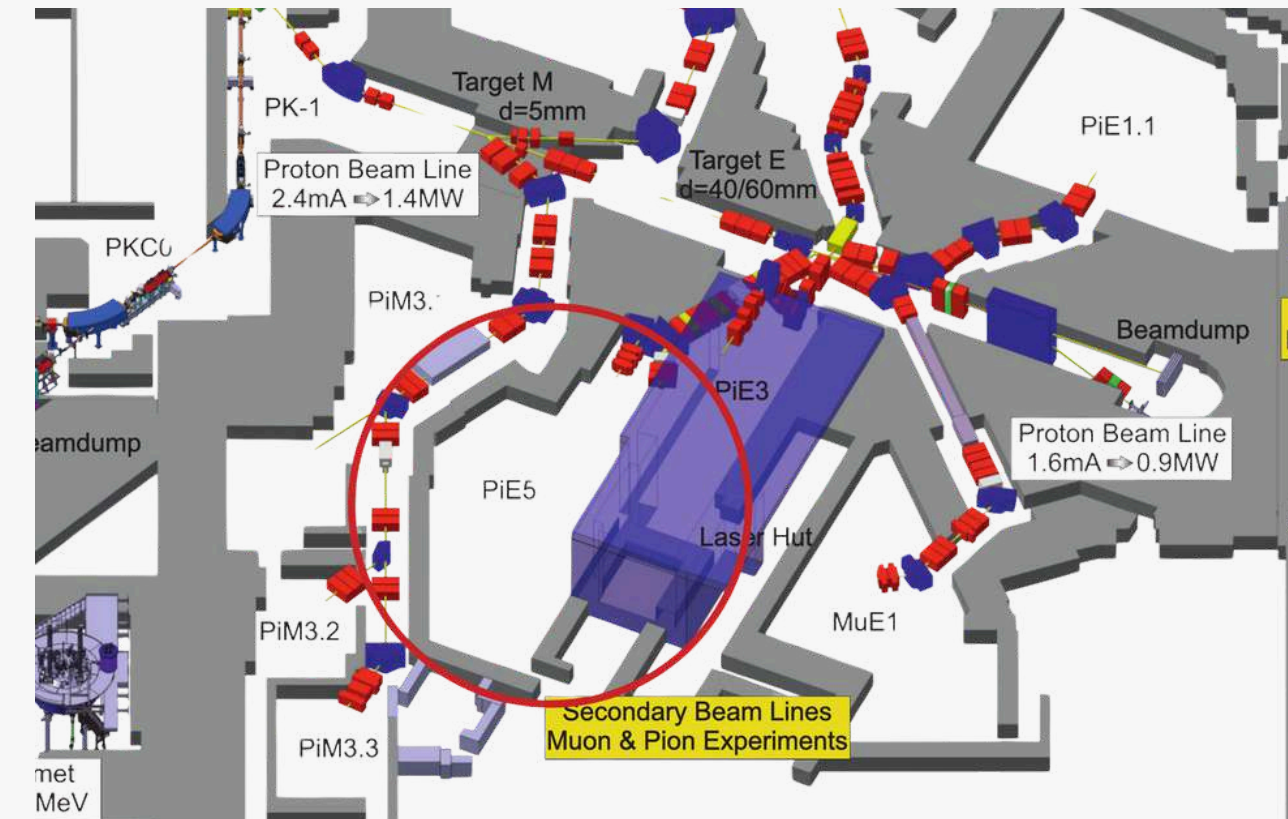 Target M
d=5mm
PK-1
PiE1.1
Proton Beam Line
2.4mA ⇨ 1.4MW
Target E
d=40/60mm
PKC0
PiM3.
Beamdump
PiE3
eamdump
Proton Beam Line
1.6mA ⇨ 0.9MW
PiE5
Laser Hut
PiM3.2
MuE1
Secondary Beam Lines
Muon & Pion Experiments
PiM3.3
met
MeV